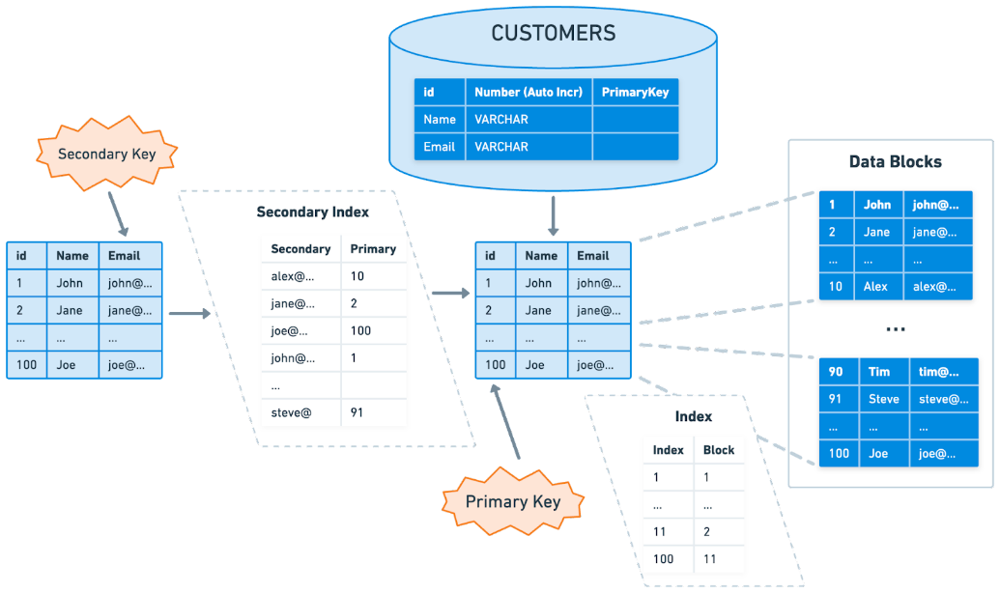 CUSTOMERS
id Number (Auto Incr) PrimaryKey
Name VARCHAR
Email VARCHAR
Secondary Key
id Name Email
1 John john@...
2 Jane jane@...
... ... ...
100 Joe joe@...
Secondary Index
Secondary Primary
alex@... 10
jane@... 2
joe@... 100
john@... 1
...
steve@ 91
id Name Email
1 John john@...
2 Jane jane@...
... ... ...
100 Joe joe@...
Primary Key
Index
Index Block
1 1
... ...
11 2
100 11
Data Blocks
1 John john@...
2 Jane jane@...
... ... ...
10 Alex alex@...
...
90 Tim tim@...
91 Steve steve@...
... ... ...
100 Joe joe@...